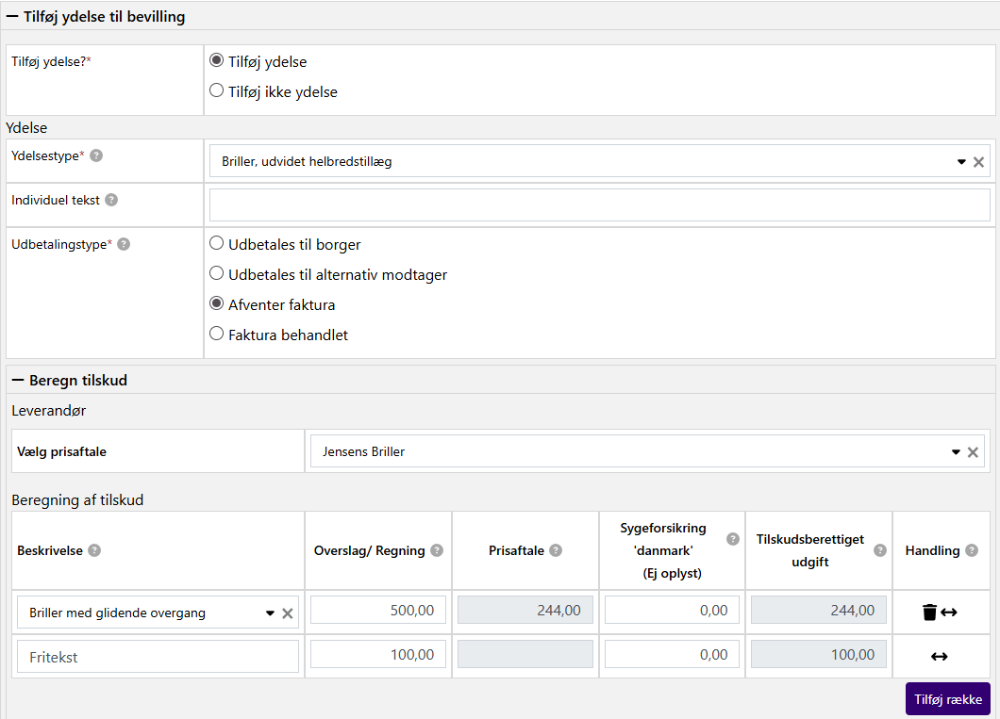 Tilføj ydelse til bevilling
Tilføj ydelse?*
Tilføj ydelse
Tilføj ikke ydelse
Ydelse
Ydelsestype* ?
Briller, udvidet helbredstillæg
Individuel tekst ?
Udbetalingstype* ?
Udbetales til borger
Udbetales til alternativ modtager
Afventer faktura
Faktura behandlet
Beregn tilskud
Leverandør
Vælg prisaftale
Jensens Briller
Beregning af tilskud
Beskrivelse ?
Overslag/ Regning ?
Prisaftale ?
Sygeforsikring
'danmark'
(Ej oplyst)
?
Tilskudsberettiget
udgift
?
Handling ?
Briller med glidende overgang
500,00
244,00
0,00
244,00
Fritekst
100,00
0,00
100,00
Tilføj række